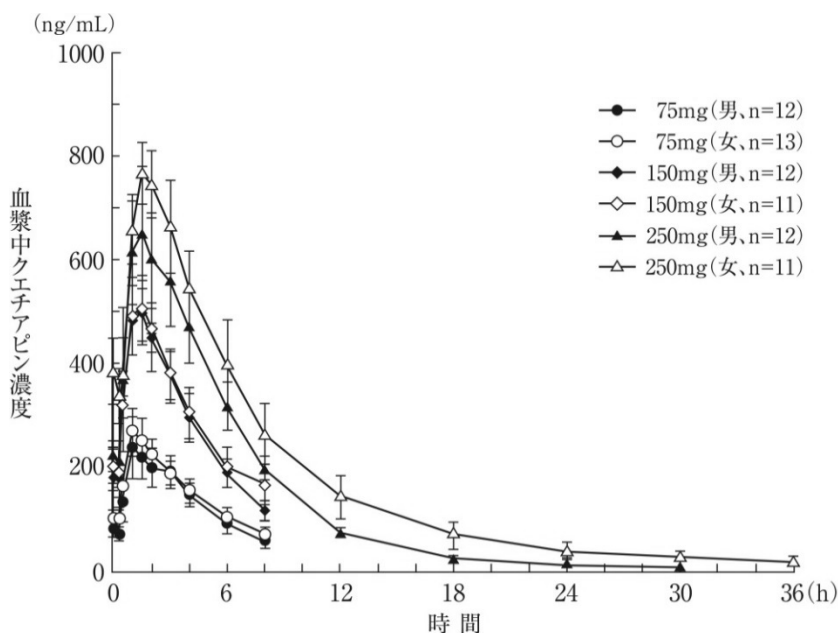 (ng/mL)
1000
800
600
400
200
0
血漿中クエチアピン濃度
75mg(男、n=12)
75mg(女、n=13)
150mg(男、n=12)
150mg(女、n=11)
250mg(男、n=12)
250mg(女、n=11)
0 6 12 18 24 30 36(h)
時 間